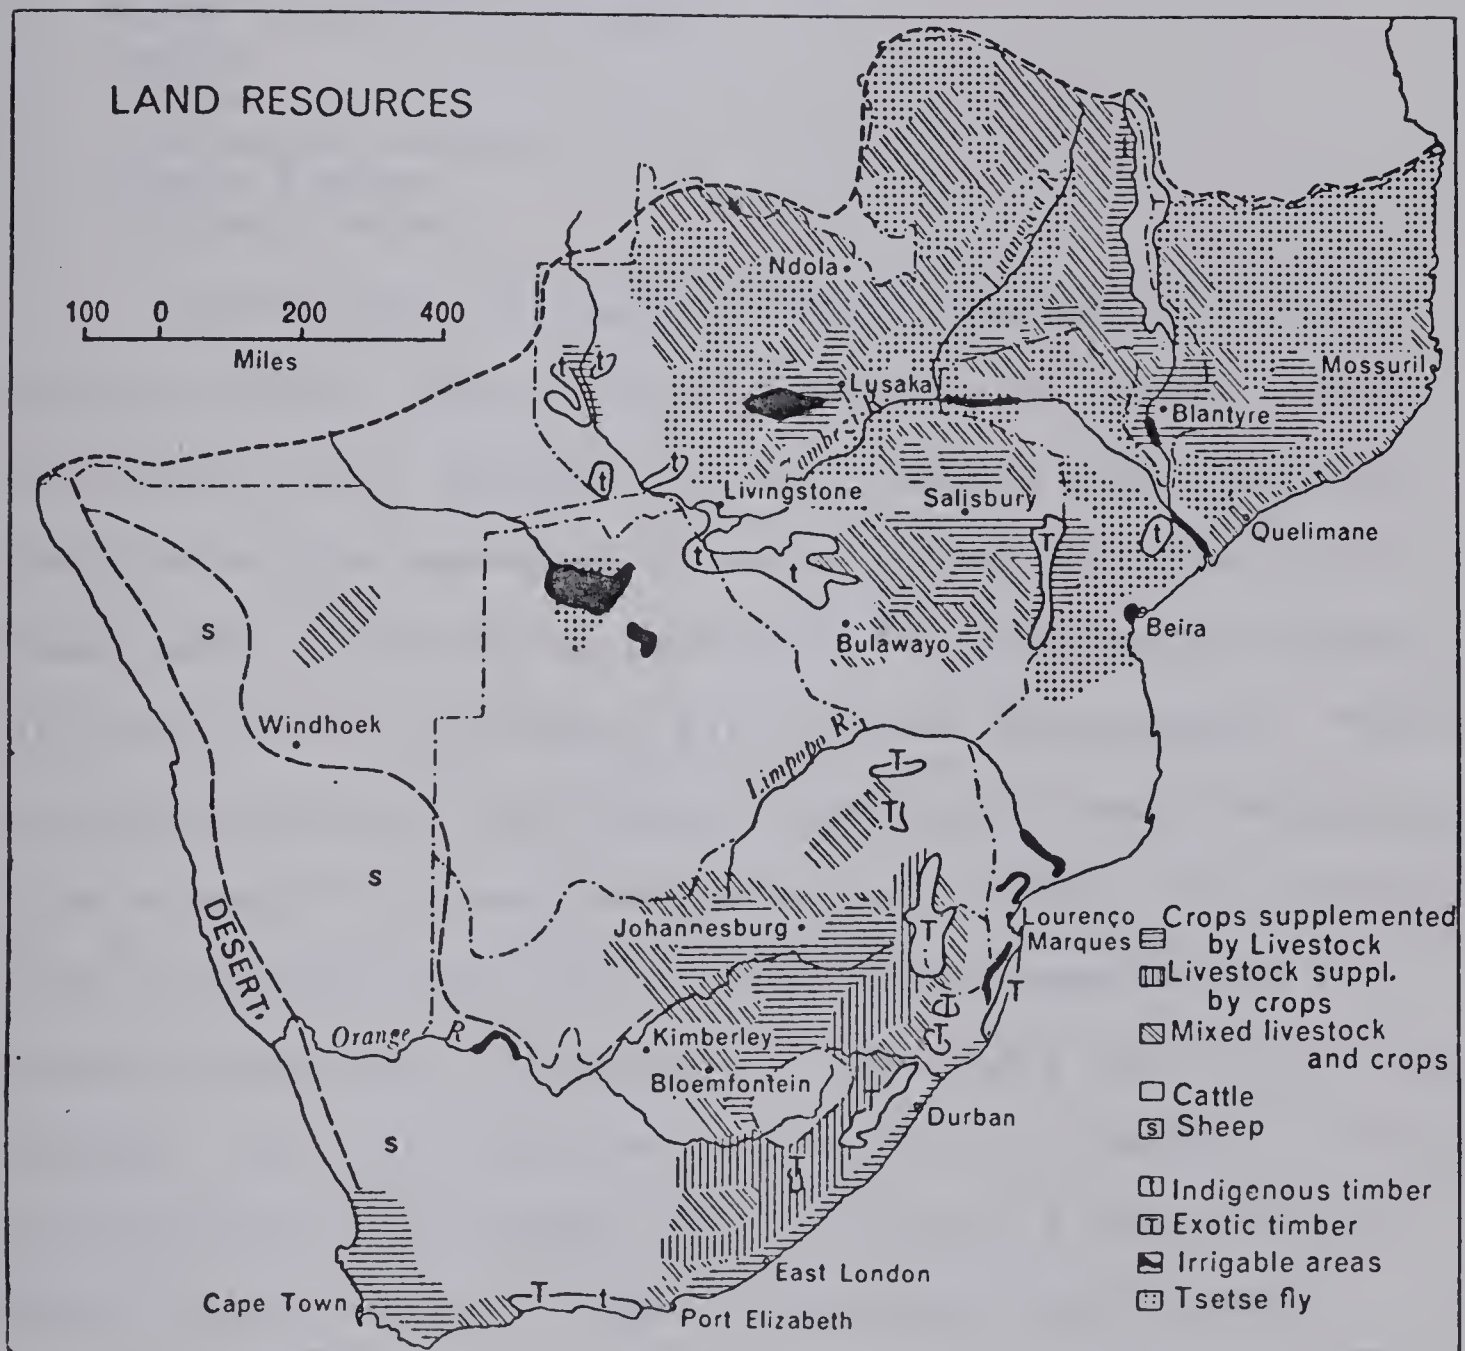 LAND RESOURCES
100 0 200 400
Miles
Luangwa R.
Ndola
Mossuril
Lusaka
Blantyre
t t
Zambezi
t
t
Livingstone
Salisbury
Quelimane
T
t
t
t
S
Bulawayo
Beira
Windhoek
Limpopo R.
T
T
S
DESERT.
Johannesburg
T
Lourenço
Marques
Crops supplemented
by Livestock
Livestock suppl.
by crops
T
T
T
Orange R
Kimberley
Mixed livestock
and crops
Bloemfontein
T
Durban
Cattle
S Sheep
S
T
t Indigenous timber
T Exotic timber
Irrigable areas
Tsetse fly
East London
Cape Town
T t
Port Elizabeth